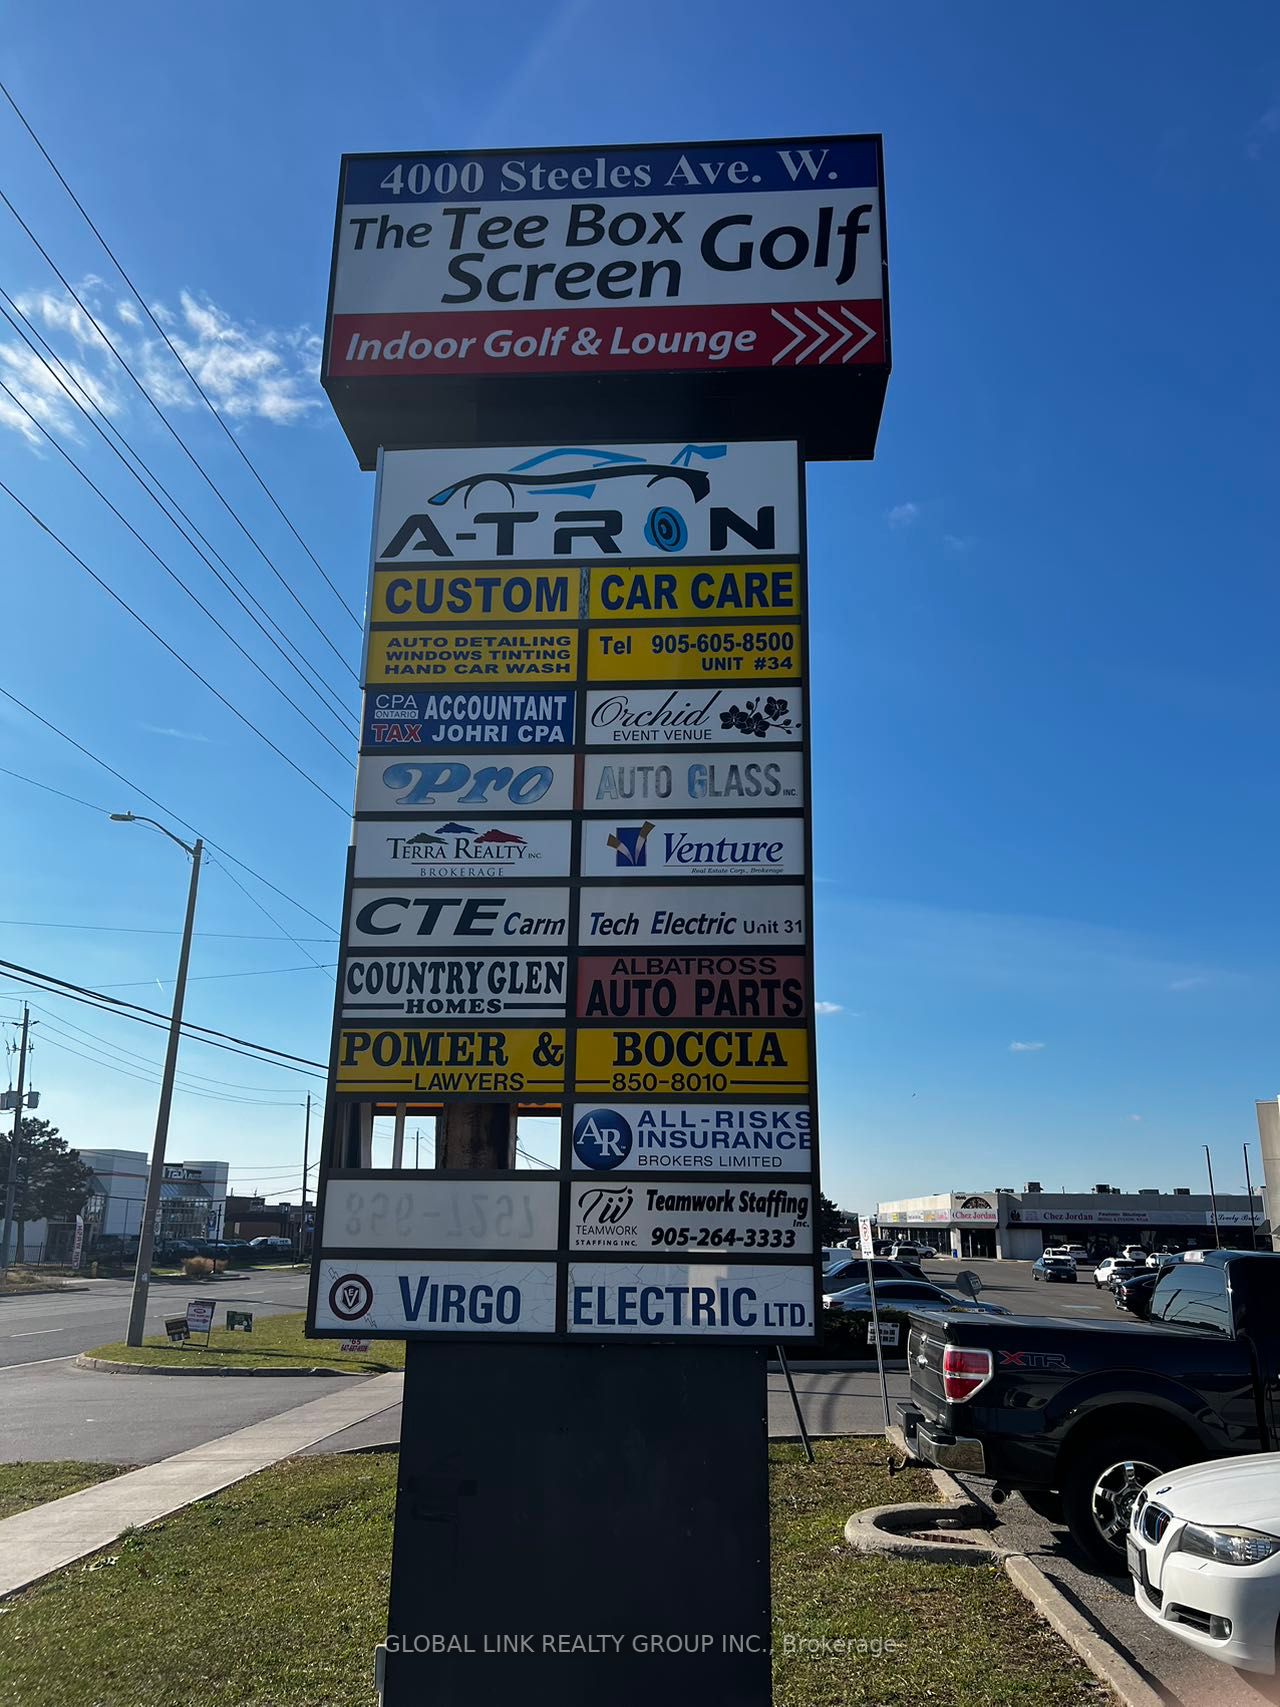 4000 Steeles Ave. W.
The Tee Box Screen Golf
Indoor Golf & Lounge
A-TRON
CUSTOM CAR CARE
AUTO DETAILING
WINDOWS TINTING
HAND CAR WASH
Tel 905-605-8500
UNIT #34
CPA ONTARIO ACCOUNTANT
TAX JOHRI CPA
Orchid
EVENT VENUE
Pro AUTO GLASS INC.
TERRA REALTY INC.
BROKERAGE
Venture
Real Estate Corp., Brokerage
CTE Carm Tech Electric Unit 31
COUNTRY GLEN
HOMES
ALBATROSS
AUTO PARTS
POMER & BOCCIA
LAWYERS 850-8010
AR ALL-RISKS
INSURANCE
BROKERS LIMITED
TW
TEAMWORK
STAFFING INC.
Teamwork Staffing
Inc.
905-264-3333
VIRGO ELECTRIC LTD.
Chez Jordan
Chez Jordan
XTR
GLOBAL LINK REALTY GROUP INC., Brokerage